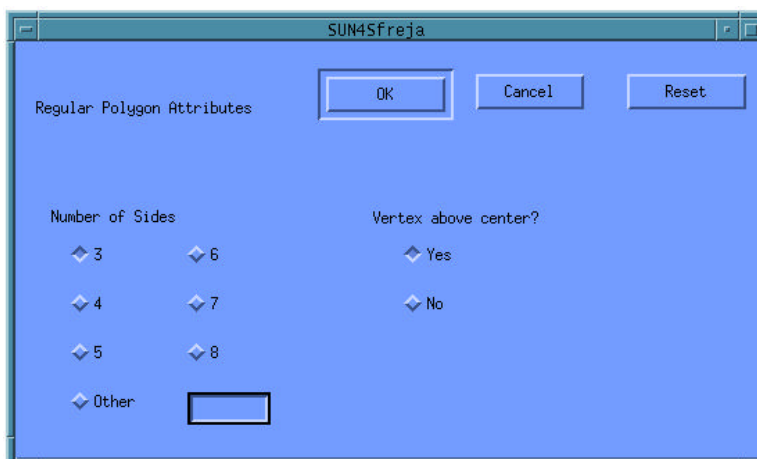 SUN4Sfreja
OK Cancel Reset
Regular Polygon Attributes
Number of Sides Vertex above center?
3 6 Yes
4 7 No
5 8
Other